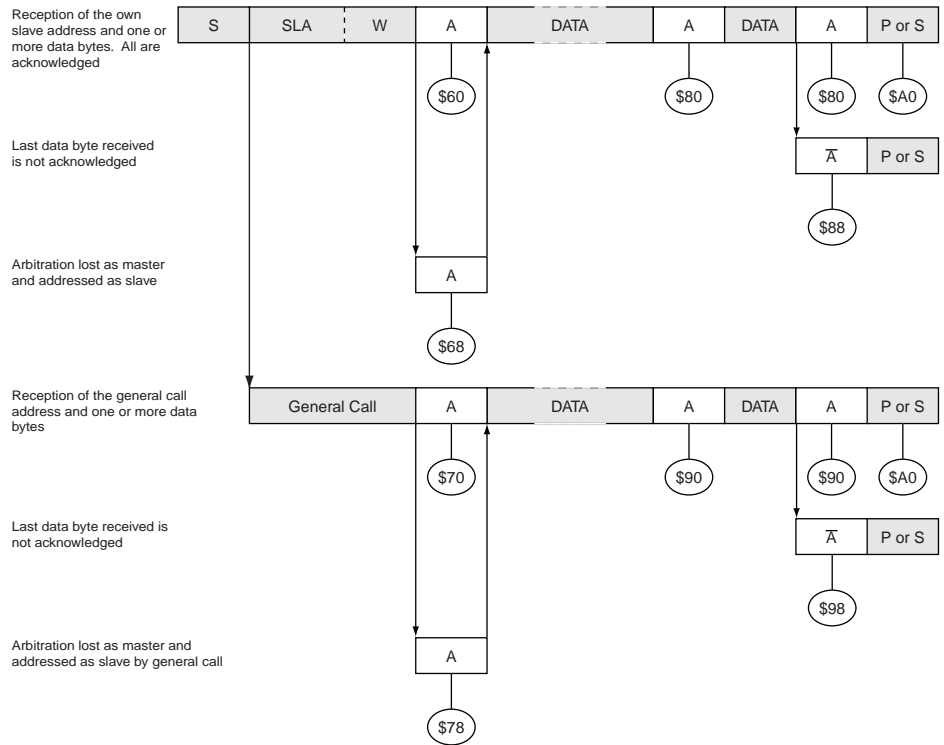 Reception of the own
slave address and one or
more data bytes. All are
acknowledged
S SLA W A DATA A DATA A P or S
$60 $80 $80 $A0
Last data byte received
is not acknowledged
A̅ P or S
$88
Arbitration lost as master
and addressed as slave
A
$68
Reception of the general call
address and one or more data
bytes
General Call A DATA A DATA A P or S
$70 $90 $90 $A0
Last data byte received is
not acknowledged
A̅ P or S
$98
Arbitration lost as master and
addressed as slave by general call
A
$78